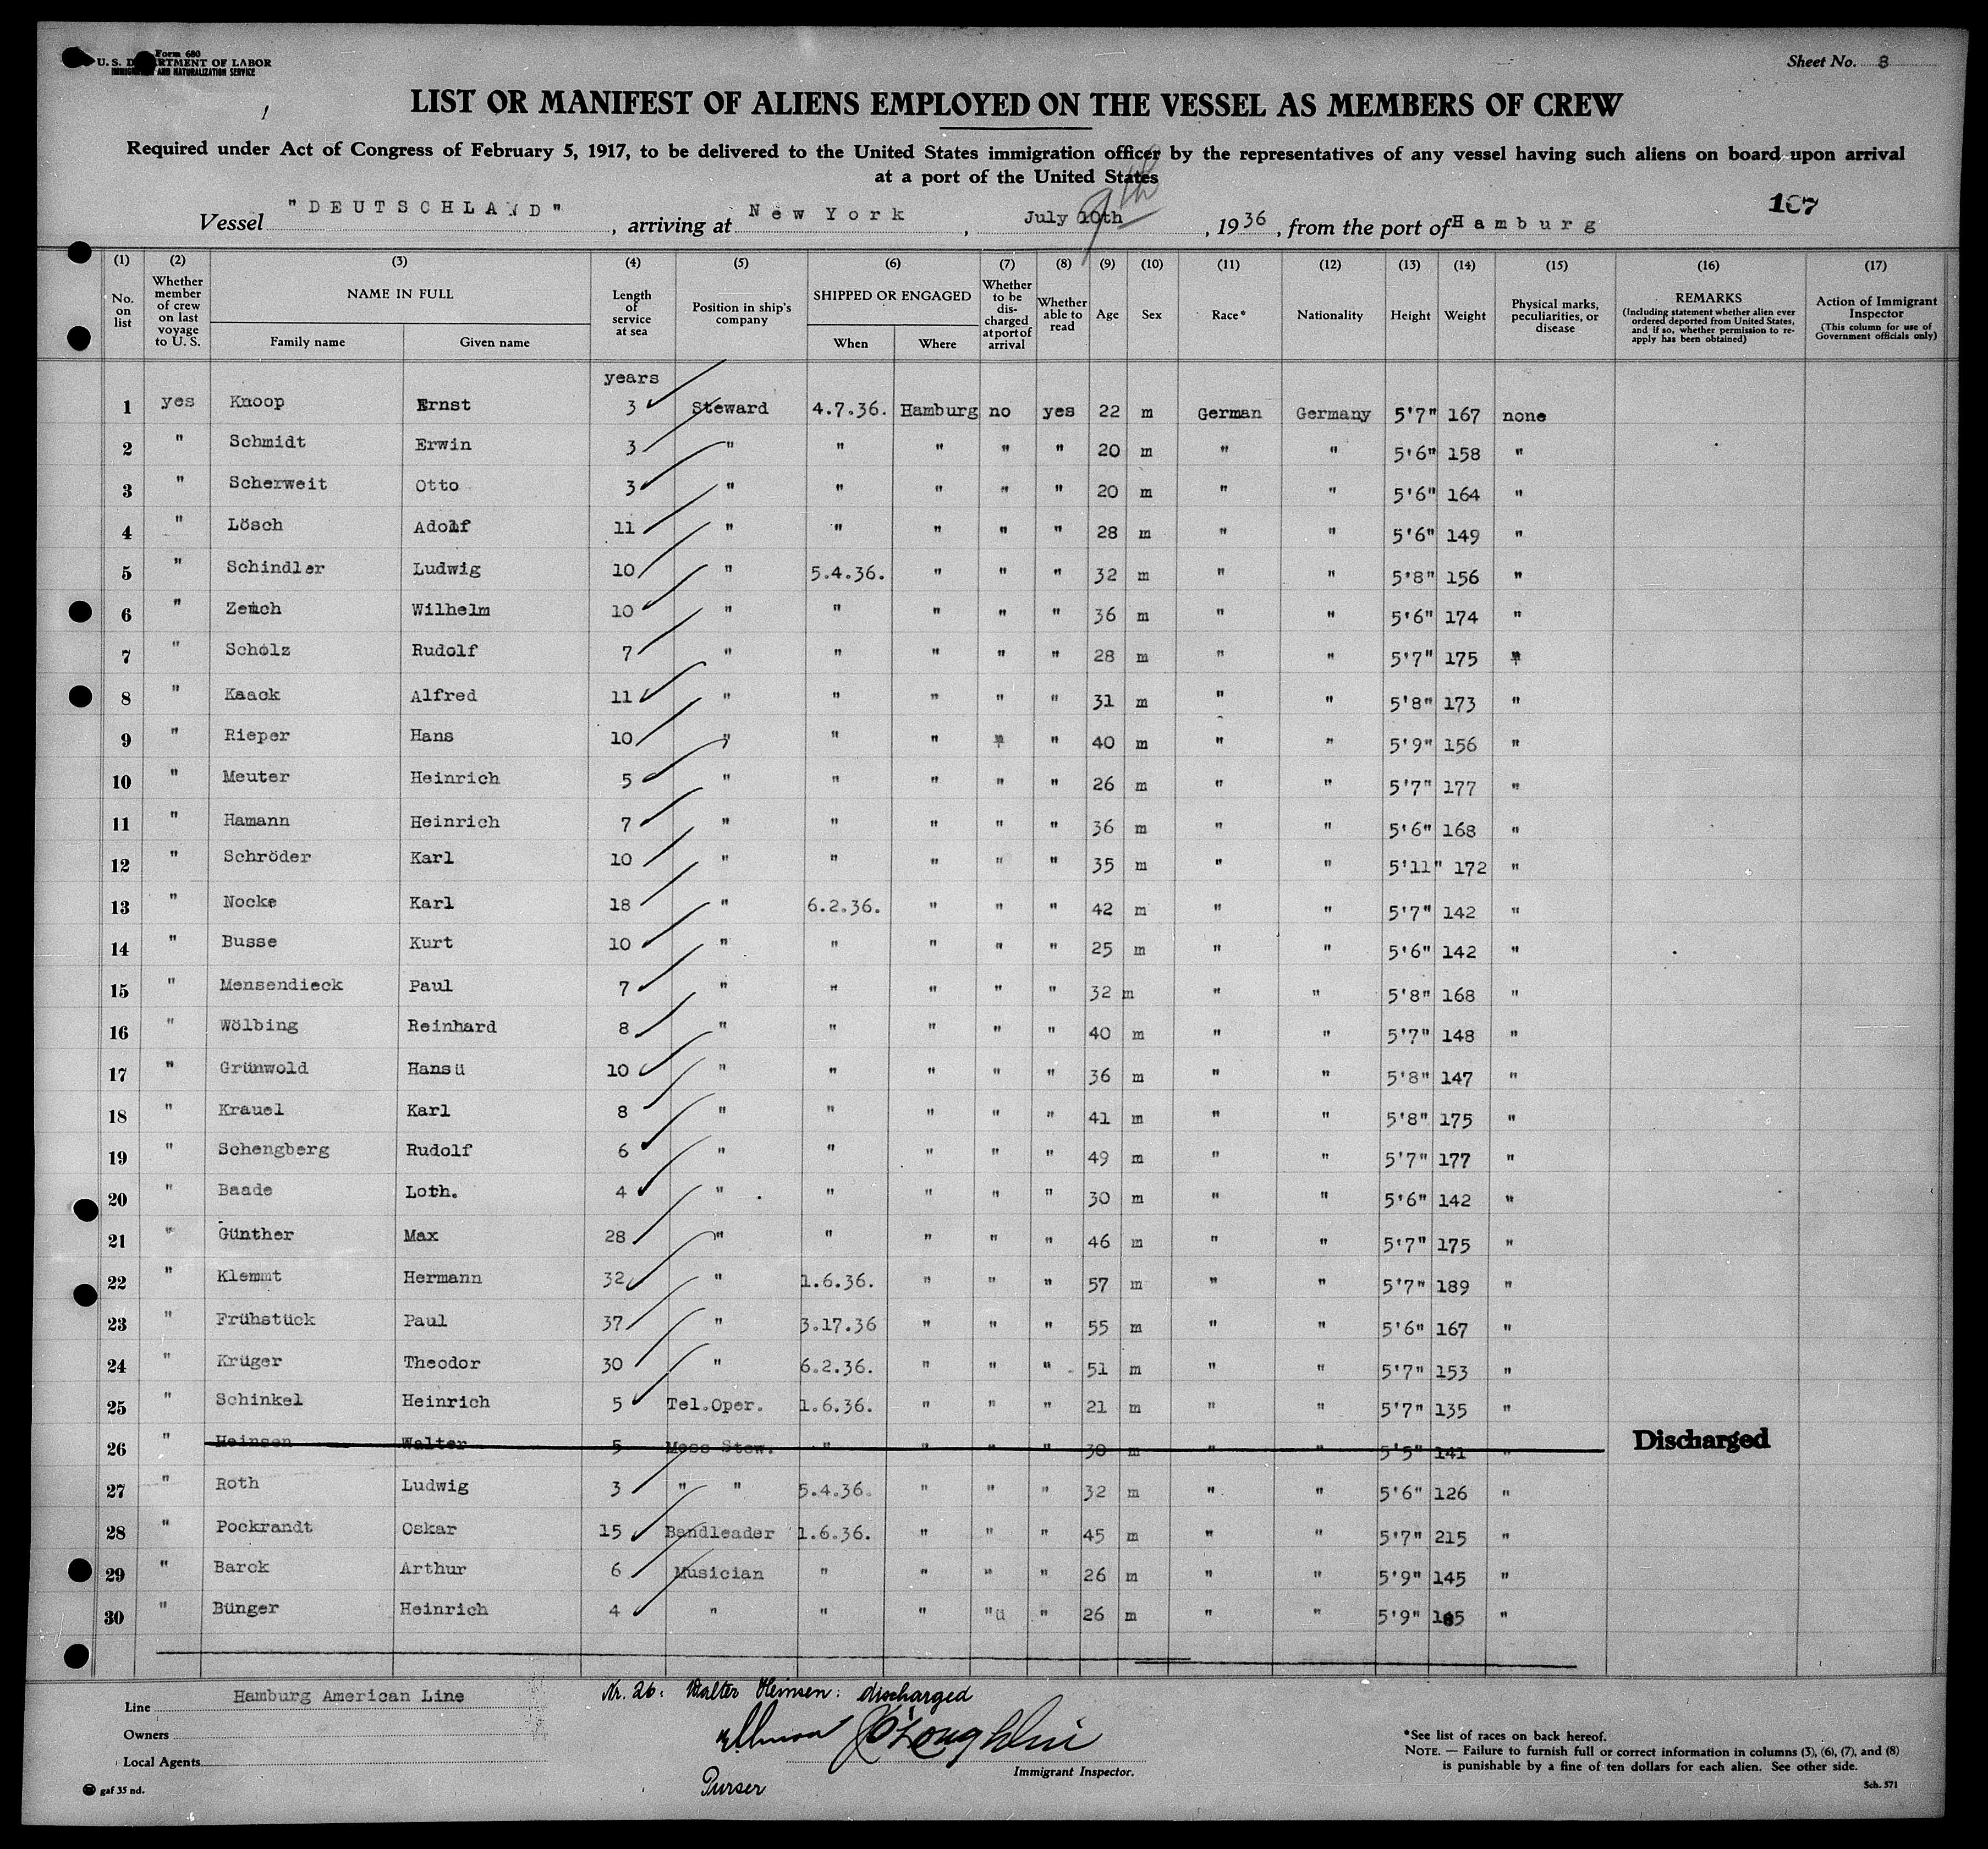 Form 680
U. S. DEPARTMENT OF LABOR
IMMIGRATION AND NATURALIZATION SERVICE
Sheet No. 8
1
LIST OR MANIFEST OF ALIENS EMPLOYED ON THE VESSEL AS MEMBERS OF CREW
Required under Act of Congress of February 5, 1917, to be delivered to the United States immigration officer by the representatives of any vessel having such aliens on board upon arrival
at a port of the United States
9th
107
Vessel "DEUTSCHLAND", arriving at New York, July 10th, 1936, from the port of Hamburg
(1) (2) (3) (4) (5) (6) (7) (8) (9) (10) (11) (12) (13) (14) (15) (16) (17)
No. on list
Whether member of crew on last voyage to U. S.
NAME IN FULL
Family name Given name
Length of service at sea
Position in ship's company
SHIPPED OR ENGAGED
When Where
Whether to be discharged at port of arrival
Whether able to read
Age
Sex
Race*
Nationality
Height
Weight
Physical marks, peculiarities, or disease
REMARKS
(Including statement whether alien ever ordered deported from United States, and if so, whether permission to reapply has been obtained)
Action of Immigrant Inspector
(This column for use of Government officials only)
years
1 yes Knoop Ernst 3 Steward 4.7.36. Hamburg no yes 22 m German Germany 5'7" 167 none
2 " Schmidt Erwin 3 " " " " " 20 m " " 5'6" 158 "
3 " Scherweit Otto 3 " " " " " 20 m " " 5'6" 164 "
4 " Lösch Adolf 11 " " " " " 28 m " " 5'6" 149 "
5 " Schindler Ludwig 10 " 5.4.36. " " " 32 m " " 5'8" 156 "
6 " Wilhelm 10 " " " " " 36 m " " 5'6" 174 "
7 " Scholz Rudolf 7 " " " " " 28 m " " 5'7" 175 "
8 " Kaack Alfred 11 " " " " " 31 m " " 5'8" 173 "
9 " Rieper Hans 10 " " " " " 40 m " " 5'9" 156 "
10 " Meuter Heinrich 5 " " " " " 26 m " " 5'7" 177 "
11 " Hamann Heinrich 7 " " " " " 36 m " " 5'6" 168 "
12 " Schröder Karl 10 " " " " " 35 m " " 5'11" 172 "
13 " Nocke Karl 18 " 6.2.36. " " " 42 m " " 5'7" 142 "
14 " Busse Kurt 10 " " " " " 25 m " " 5'6" 142 "
15 " Mensendieck Paul 7 " " " " " 32 m " " 5'8" 168 "
16 " Wölbing Reinhard 8 " " " " " 40 m " " 5'7" 148 "
17 " Grünwold Hansü 10 " " " " " 36 m " " 5'8" 147 "
18 " Krauel Karl 8 " " " " " 41 m " " 5'8" 175 "
19 " Schengberg Rudolf 6 " " " " " 49 m " " 5'7" 177 "
20 " Baade Loth. 4 " " " " " 30 m " " 5'6" 142 "
21 " Günther Max 28 " " " " " 46 m " " 5'7" 175 "
22 " Klemmt Hermann 32 " 1.6.36. " " " 57 m " " 5'7" 189 "
23 " Frühstück Paul 37 " 3.17.36 " " " 55 m " " 5'6" 167 "
24 " Krüger Theodor 30 " 6.2.36. " " " 51 m " " 5'7" 153 "
25 " Schinkel Heinrich 5 Tel.Oper. 1.6.36. " " " 21 m " " 5'7" 135 "
26 " Heinsen Walter 5 Mess Stew. " " " " 30 m " " 5'5" 141 " Discharged
27 " Roth Ludwig 3 " " 5.4.36. " " " 32 m " " 5'6" 126 "
28 " Pockrandt Oskar 15 Bandleader 1.6.36. " " " 45 m " " 5'7" 215 "
29 " Barck Arthur 6 Musician " " " " 26 m " " 5'9" 145 "
30 " Bünger Heinrich 4 " " " "ü " 26 m " " 5'9" "
Line Hamburg American Line
Owners
Local Agents
gaf 35 nd.
Nr. 26: Walter Heinsen: discharged
J O'Loughlin
Immigrant Inspector.
Purser
*See list of races on back hereof.
NOTE. — Failure to furnish full or correct information in columns (3), (6), (7), and (8)
is punishable by a fine of ten dollars for each alien. See other side.
Sch. 571